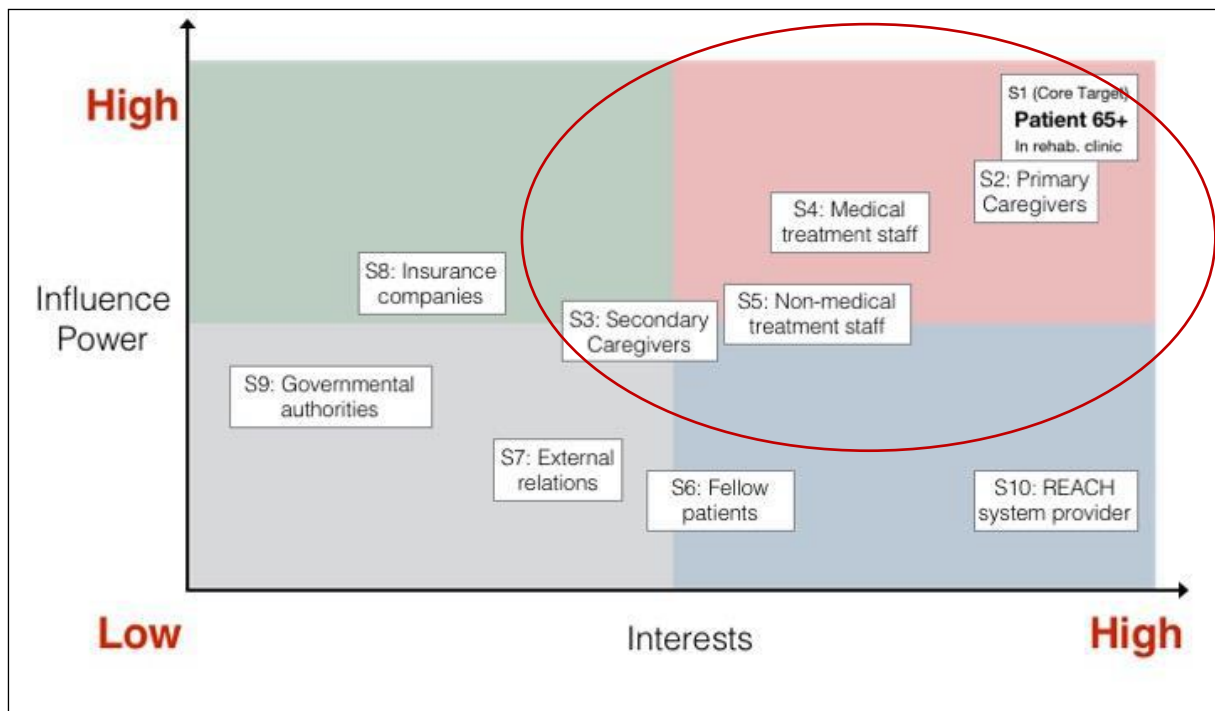 High
S1 (Core Target)
Patient 65+
In rehab. clinic
S2: Primary
Caregivers
S4: Medical
treatment staff
S8: Insurance
companies
S5: Non-medical
treatment staff
S3: Secondary
Caregivers
Influence
Power
S9: Governmental
authorities
S7: External
relations
S6: Fellow
patients
S10: REACH
system provider
Low
Interests
High